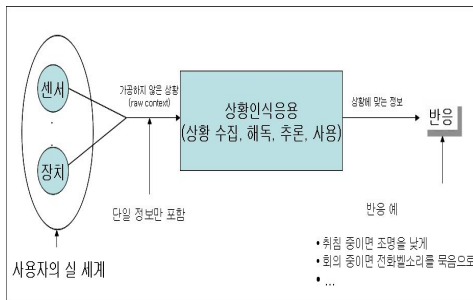 센서
.
장치
가공하지 않은 상황
(raw context)
상황인식응용
(상황 수집, 해독, 추론, 사용)
상황에 맞는 정보
반응
단일 정보만 포함
사용자의 실 세계
반응 예
• 취침 중이면 조명을 낮게
• 회의 중이면 전화벨소리를 묶음으로
• ...